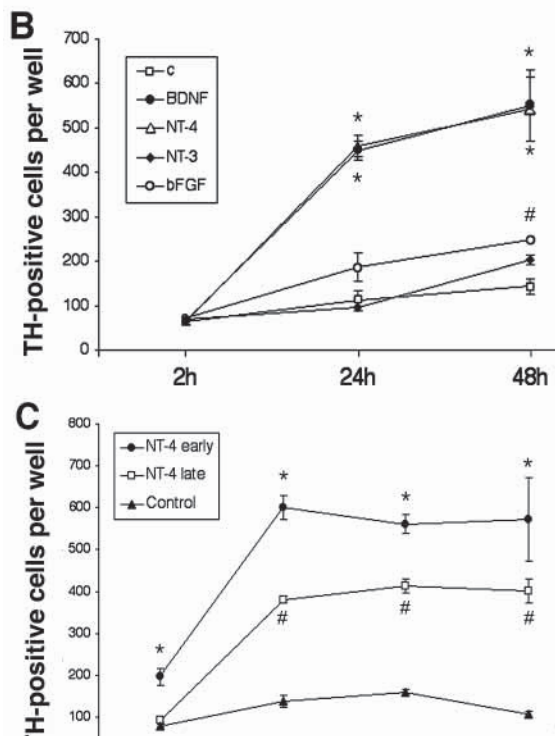 B
TH-positive cells per well
700
600
500
400
300
200
100
0
c
BDNF
NT-4
NT-3
bFGF
*
*
*
*
#
2h
24h
48h
C
TH-positive cells per well
800
700
600
500
400
300
200
100
NT-4 early
NT-4 late
Control
*
*
*
*
#
#
#